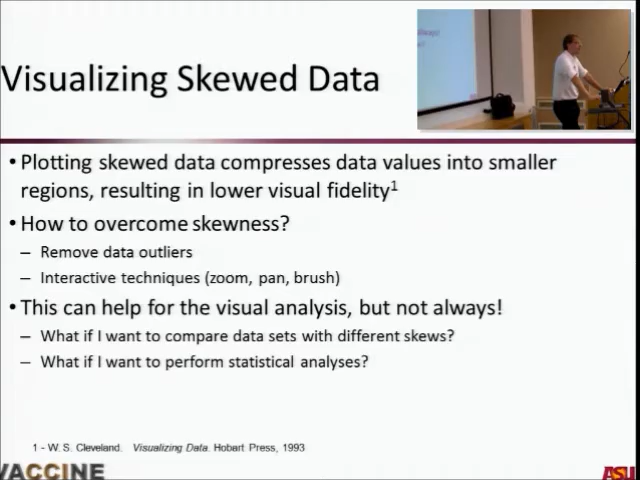 Visualizing Skewed Data
• Plotting skewed data compresses data values into smaller
regions, resulting in lower visual fidelity1
• How to overcome skewness?
– Remove data outliers
– Interactive techniques (zoom, pan, brush)
• This can help for the visual analysis, but not always!
– What if I want to compare data sets with different skews?
– What if I want to perform statistical analyses?
1 - W. S. Cleveland. Visualizing Data. Hobart Press, 1993
VACCINE
ASU